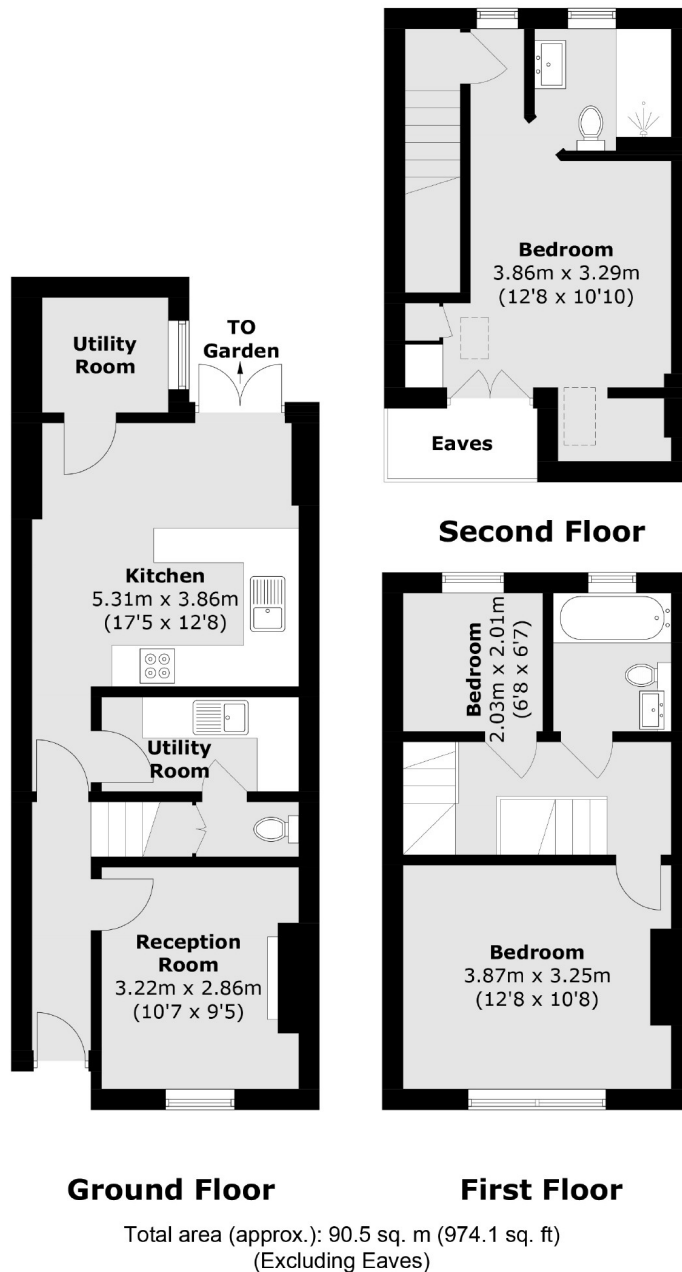 Bedroom
3.86m x 3.29m
(12'8 x 10'10)
Eaves
Second Floor
Utility
Room
TO
Garden
Kitchen
5.31m x 3.86m
(17'5 x 12'8)
Utility
Room
Reception
Room
3.22m x 2.86m
(10'7 x 9'5)
Ground Floor
Bedroom
2.03m x 2.01m
(6'8 x 6'7)
Bedroom
3.87m x 3.25m
(12'8 x 10'8)
First Floor
Total area (approx.): 90.5 sq. m (974.1 sq. ft)
(Excluding Eaves)